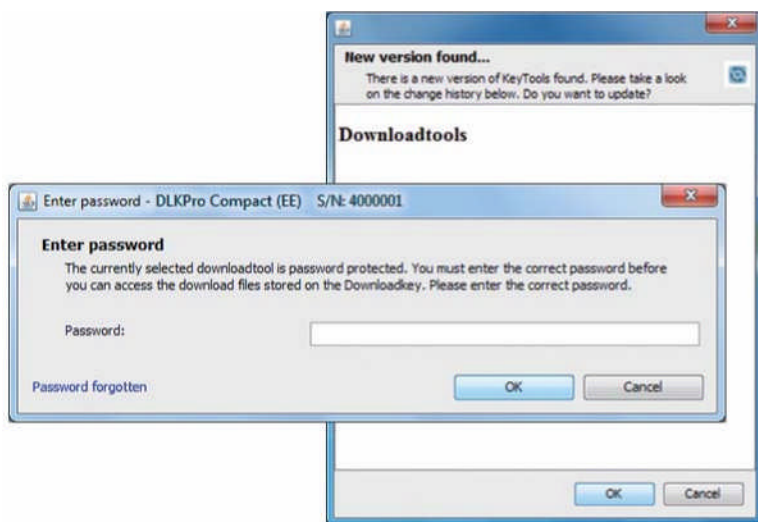 New version found...
There is a new version of KeyTools found. Please take a look
on the change history below. Do you want to update?
Downloadtools
Enter password - DLKPro Compact (EE) S/N: 4000001
Enter password
The currently selected downloadtool is password protected. You must enter the correct password before
you can access the download files stored on the Downloadkey. Please enter the correct password.
Password:
Password forgotten
OK
Cancel
OK
Cancel